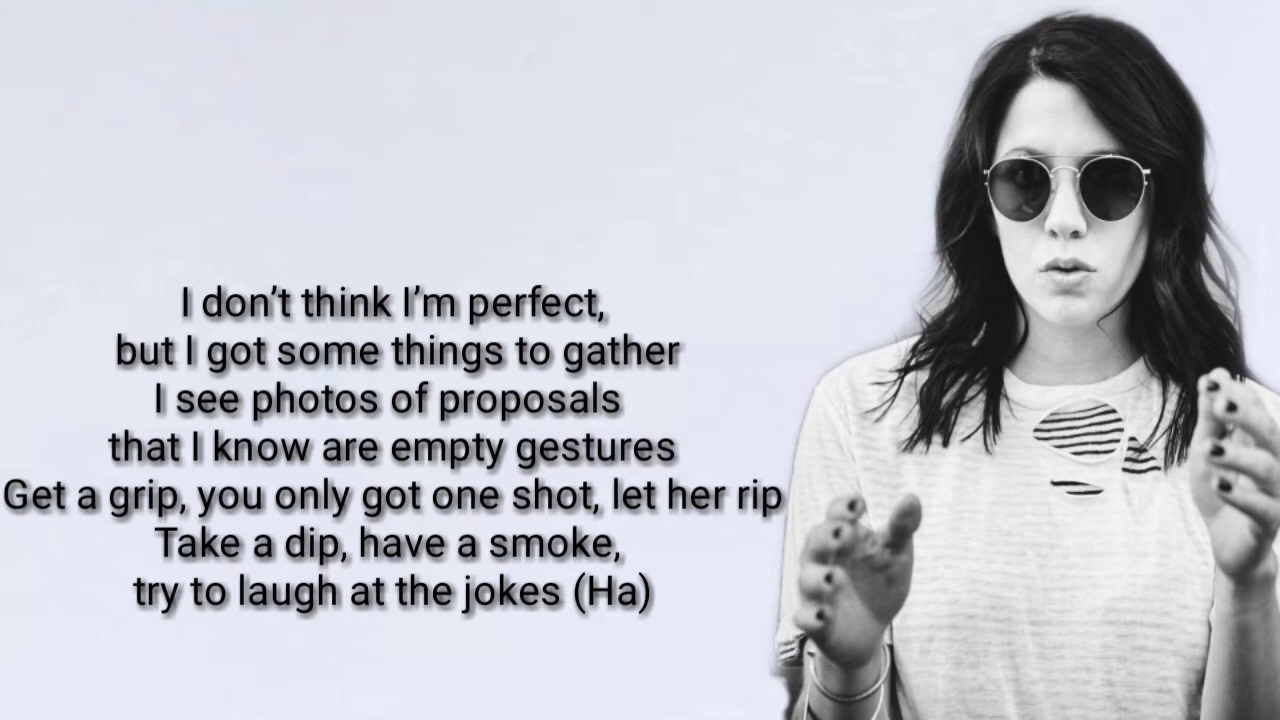 I don’t think I’m perfect,
but I got some things to gather
I see photos of proposals
that I know are empty gestures
Get a grip, you only got one shot, let her rip
Take a dip, have a smoke,
try to laugh at the jokes (Ha)